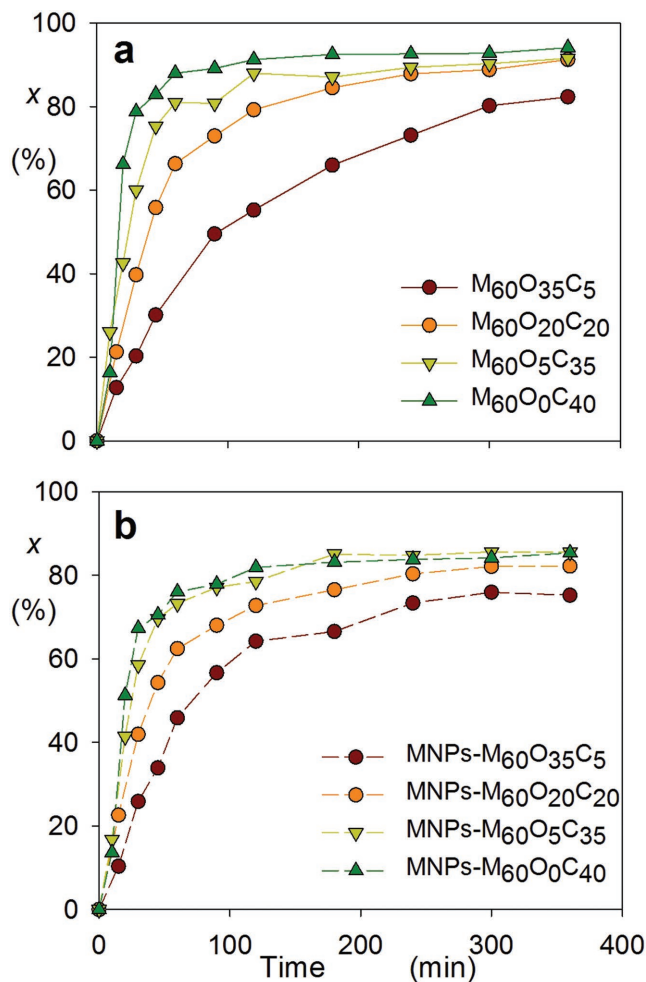 a
100
80
60
40
20
0
x
(%)
M60O35C5
M60O20C20
M60O5C35
M60O0C40
b
100
80
60
40
20
0
x
(%)
MNPs-M60O35C5
MNPs-M60O20C20
MNPs-M60O5C35
MNPs-M60O0C40
0 100 200 300 400
Time (min)